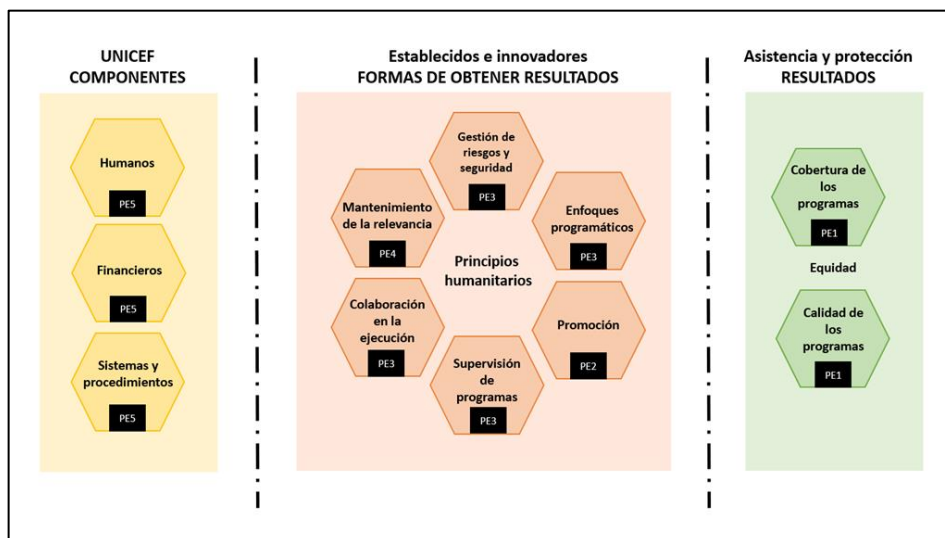 UNICEF
COMPONENTES
Humanos
PE5
Financieros
PE5
Sistemas y
procedimientos
PE5
Establecidos e innovadores
FORMAS DE OBTENER RESULTADOS
Gestión de
riesgos y
seguridad
PE3
Mantenimiento
de la relevancia
PE4
Enfoques
programáticos
PE3
Principios
humanitarios
Colaboración
en la
ejecución
PE3
Promoción
PE2
Supervisión
de
programas
PE3
Asistencia y protección
RESULTADOS
Cobertura de
los
programas
PE1
Equidad
Calidad de
los
programas
PE1